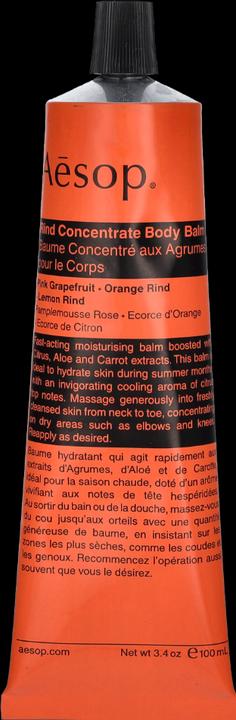 Aēsop.
Rind Concentrate Body Balm
Baume Concentré aux Agrumes
pour le Corps
Pink Grapefruit • Orange Rind
Lemon Rind
Pamplemousse Rose • Ecorce d'Orange
Ecorce de Citron
Fast-acting moisturising balm boosted with
Citrus, Aloe and Carrot extracts. This balm is
ideal to hydrate skin during summer months
with an invigorating cooling aroma of citrus
top notes. Massage generously into freshly
cleansed skin from neck to toe, concentrating
on dry areas such as elbows and knees.
Reapply as desired.
Baume hydratant qui agit rapidement aux
extraits d'Agrumes, d'Aloé et de Carotte.
Idéal pour la saison chaude, doté d'un arôme
vivifiant aux notes de tête hespéridées.
Au sortir du bain ou de la douche, massez-vous
du cou jusqu'aux orteils avec une quantité
généreuse de baume, en insistant sur les
zones les plus sèches, comme les coudes et
les genoux. Recommencez l'opération aussi
souvent que vous le désirez.
aesop.com Net wt 3.4 oz ℮100 mL